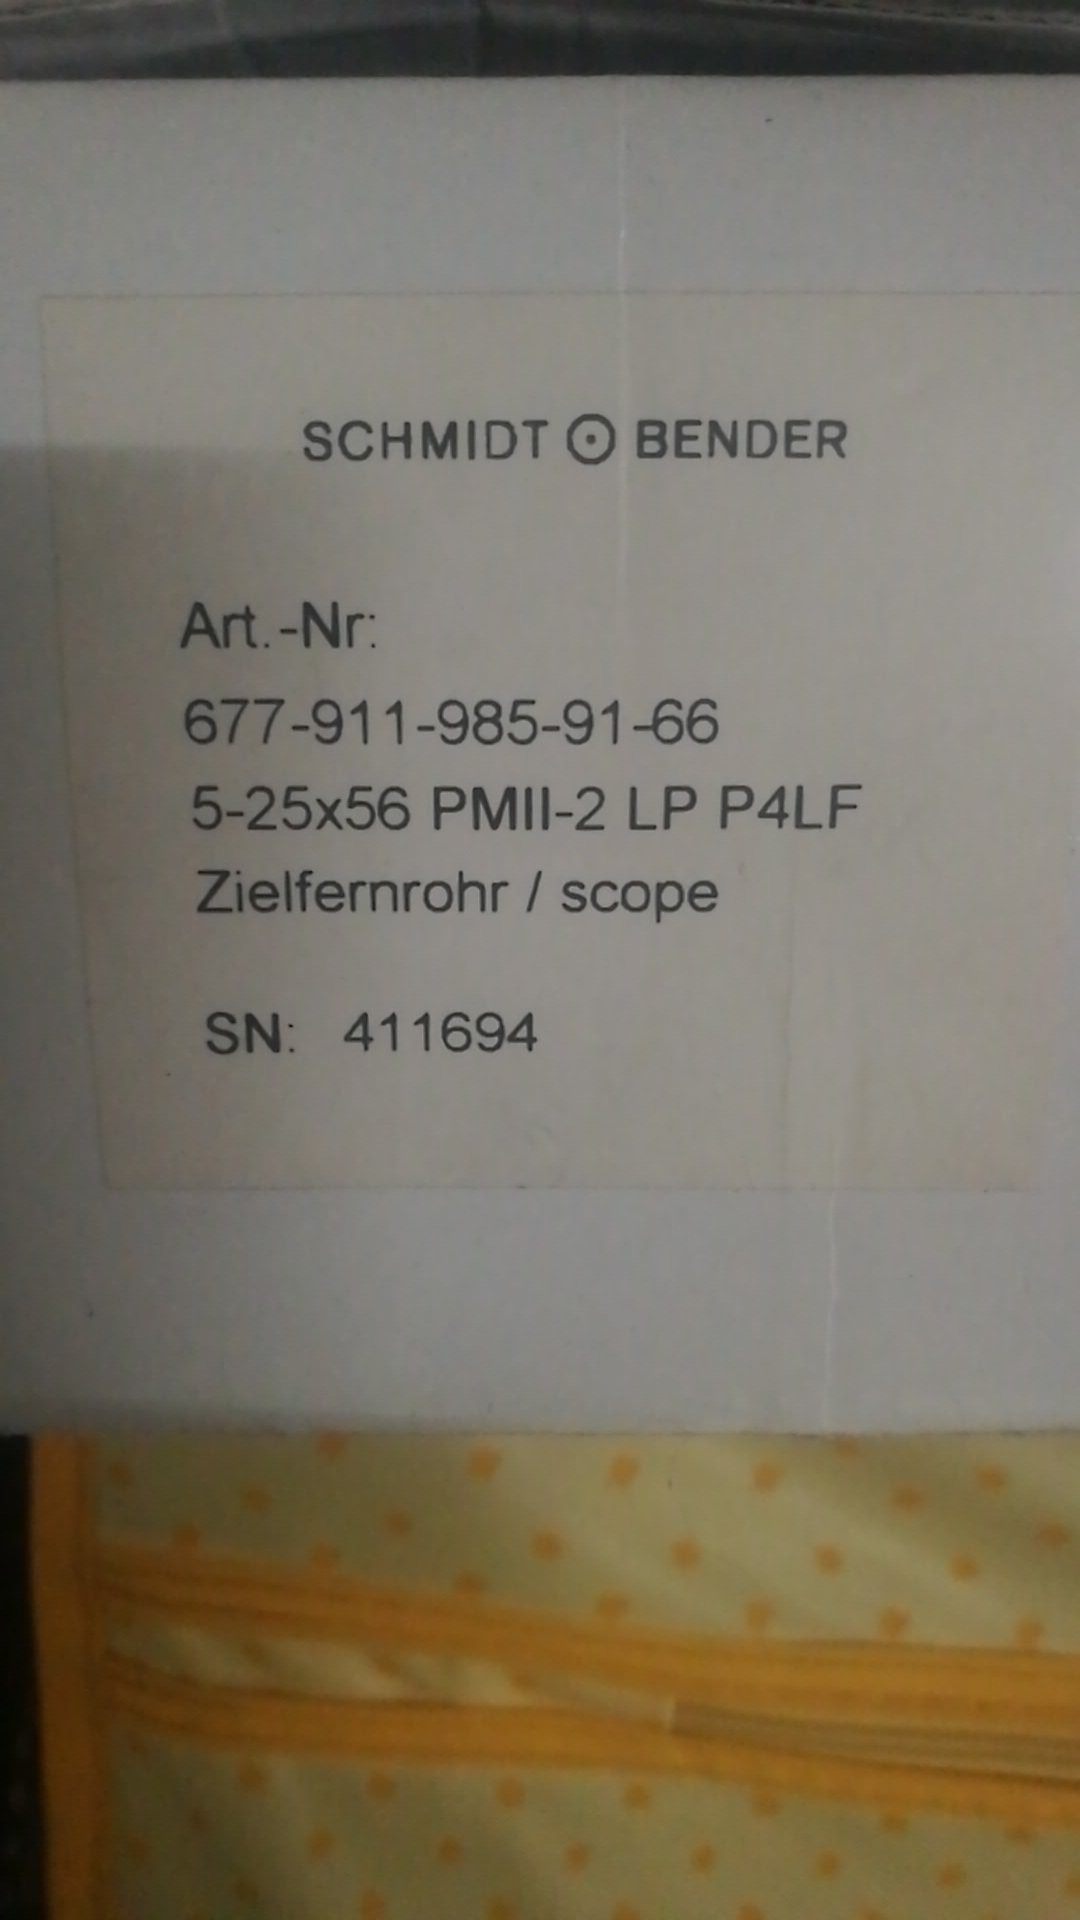 SCHMIDT BENDER
Art.-Nr:
677-911-985-91-66
5-25x56 PMII-2 LP P4LF
Zielfernrohr / scope
SN: 411694